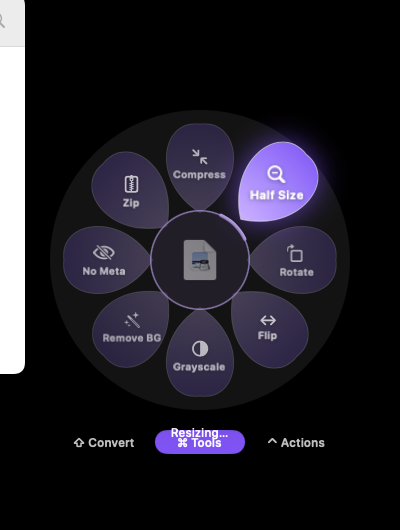 Compress
Zip
Half Size
No Meta
Rotate
Remove BG
Flip
Grayscale
Resizing...
⇧ Convert
⌘ Tools
⌃ Actions